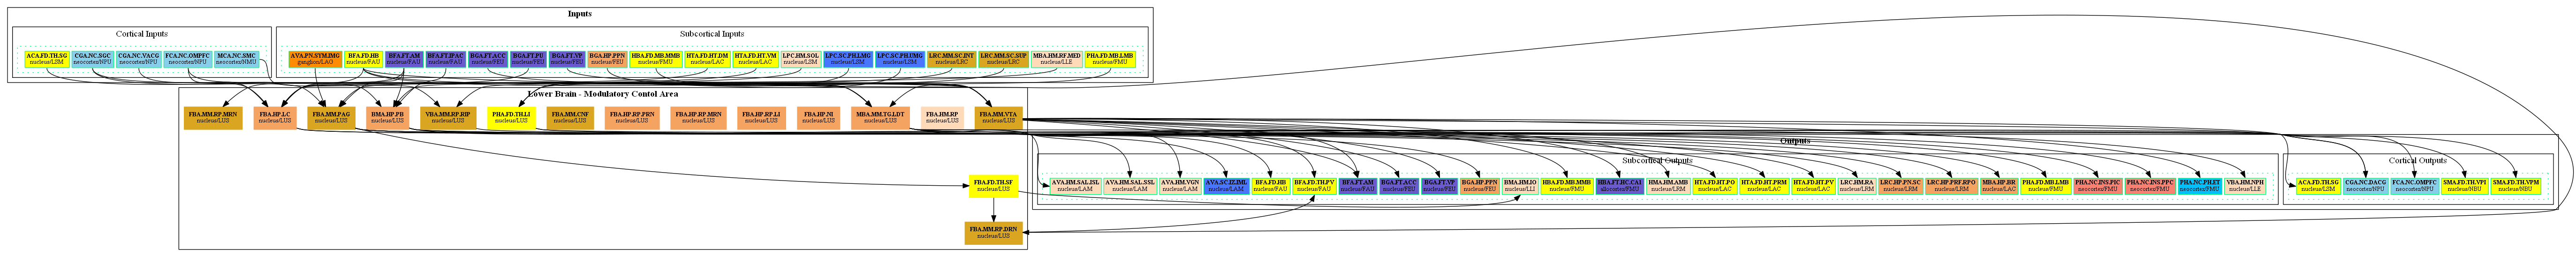 Inputs
Cortical Inputs
Subcortical Inputs
ACA.FD.TH.SG
nucleus/LSM
CGA.NC.SGC
neocortex/NPU
CGA.NC.VACG
neocortex/NPU
FCA.NC.OMPFC
neocortex/NPU
MCA.NC.SMC
neocortex/NMU
AVA.PN.SYM.IMG
ganglion/LAO
BFA.FD.HB
nucleus/FAU
BFA.FT.AM
nucleus/FAU
BFA.FT.IPAC
nucleus/FAU
BGA.FT.ACC
nucleus/FEU
BGA.FT.PU
nucleus/FEU
BGA.FT.VP
nucleus/FEU
BGA.HP.PPN
nucleus/FEU
HBA.FD.MB.MMB
nucleus/FMU
HTA.FD.HT.DM
nucleus/LAC
HTA.FD.HT.VM
nucleus/LAC
LPC.HM.SOL
nucleus/LSM
LPC.SC.PH.LMG
nucleus/LSM
LPC.SC.PH.UMG
nucleus/LSM
LRC.MM.SC.INT
nucleus/LRC
LRC.MM.SC.SUP
nucleus/LRC
MBA.HM.RF.MED
nucleus/LLE
PHA.FD.MB.LMB
nucleus/FMU
Lower Brain - Modulatory Contol Area
FBA.MM.RP.MRN
nucleus/LUS
FBA.HP.LC
nucleus/LUS
FBA.MM.PAG
nucleus/LUS
BMA.HP.PB
nucleus/LUS
VBA.MM.RP.RIP
nucleus/LUS
PHA.FD.TH.LI
nucleus/LUS
FBA.MM.CNF
nucleus/LUS
FBA.HP.RP.PRN
nucleus/LUS
FBA.HP.RP.MRN
nucleus/LUS
FBA.HP.RP.LI
nucleus/LUS
FBA.HP.NI
nucleus/LUS
MBA.MM.TG.LDT
nucleus/LUS
FBA.HM.RP
nucleus/LUS
FBA.MM.VTA
nucleus/LUS
Outputs
Subcortical Outputs
Cortical Outputs
FBA.FD.TH.SF
nucleus/LUS
AVA.HM.SAL.ISL
nucleus/LAM
AVA.HM.SAL.SSL
nucleus/LAM
AVA.HM.VGN
nucleus/LAM
AVA.SC.IZ.IML
nucleus/LAM
BFA.FD.HB
nucleus/FAU
BFA.FD.TH.PV
nucleus/FAU
BFA.FT.AM
nucleus/FAU
BGA.FT.ACC
nucleus/FEU
BGA.FT.VP
nucleus/FEU
BGA.HP.PPN
nucleus/FEU
BMA.HM.IO
nucleus/LLI
HBA.FD.MB.MMB
nucleus/FMU
HBA.FT.HC.CA1
allocortex/FMU
HMA.HM.AMB
nucleus/LRM
HTA.FD.HT.PO
nucleus/LAC
HTA.FD.HT.PRM
nucleus/LAC
HTA.FD.HT.PV
nucleus/LAC
LRC.HM.RA
nucleus/LRM
LRC.HP.PN.SC
nucleus/LRM
LRC.HP.PRF.RPO
nucleus/LRM
MBA.HP.BR
nucleus/LAC
PHA.FD.MB.LMB
nucleus/FMU
PHA.NC.INS.PIC
neocortex/FMU
PHA.NC.INS.PPC
neocortex/FMU
PHA.NC.PH.ET
neocortex/FMU
VBA.HM.NPH
nucleus/LLE
ACA.FD.TH.SG
nucleus/LSM
CGA.NC.DACG
neocortex/NPU
FCA.NC.OMPFC
neocortex/NPU
SMA.FD.TH.VPI
nucleus/NBU
SMA.FD.TH.VPM
nucleus/NBU
FBA.MM.RP.DRN
nucleus/LUS